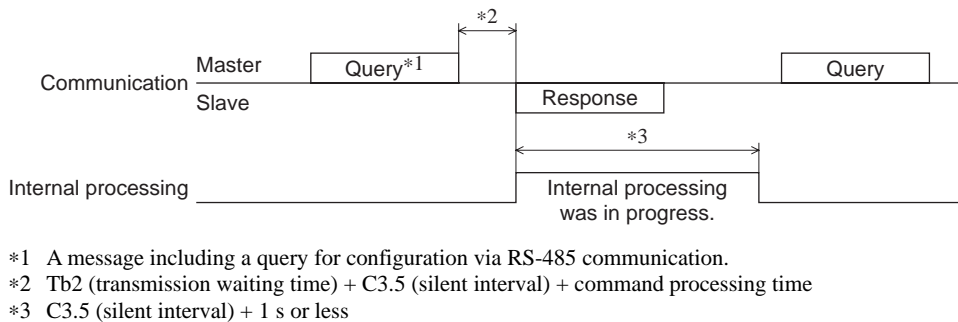 *2
Communication
Master
Query*1
Query
Slave
Response
*3
Internal processing
Internal processing
was in progress.
*1 A message including a query for configuration via RS-485 communication.
*2 Tb2 (transmission waiting time) + C3.5 (silent interval) + command processing time
*3 C3.5 (silent interval) + 1 s or less